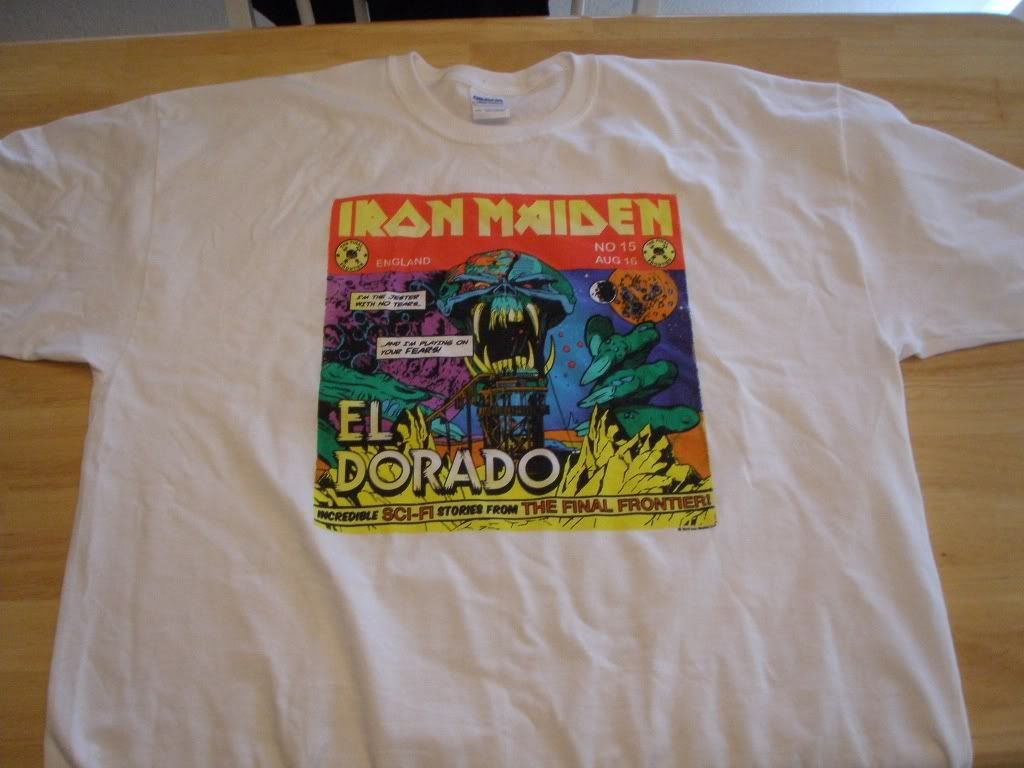 IRON MAIDEN
ENGLAND
NO 15
AUG 16
I'M THE JESTER
WITH NO TEARS...
...AND I'M PLAYING ON
YOUR FEARS!
EL
DORADO
INCREDIBLE SCI-FI STORIES FROM THE FINAL FRONTIER!